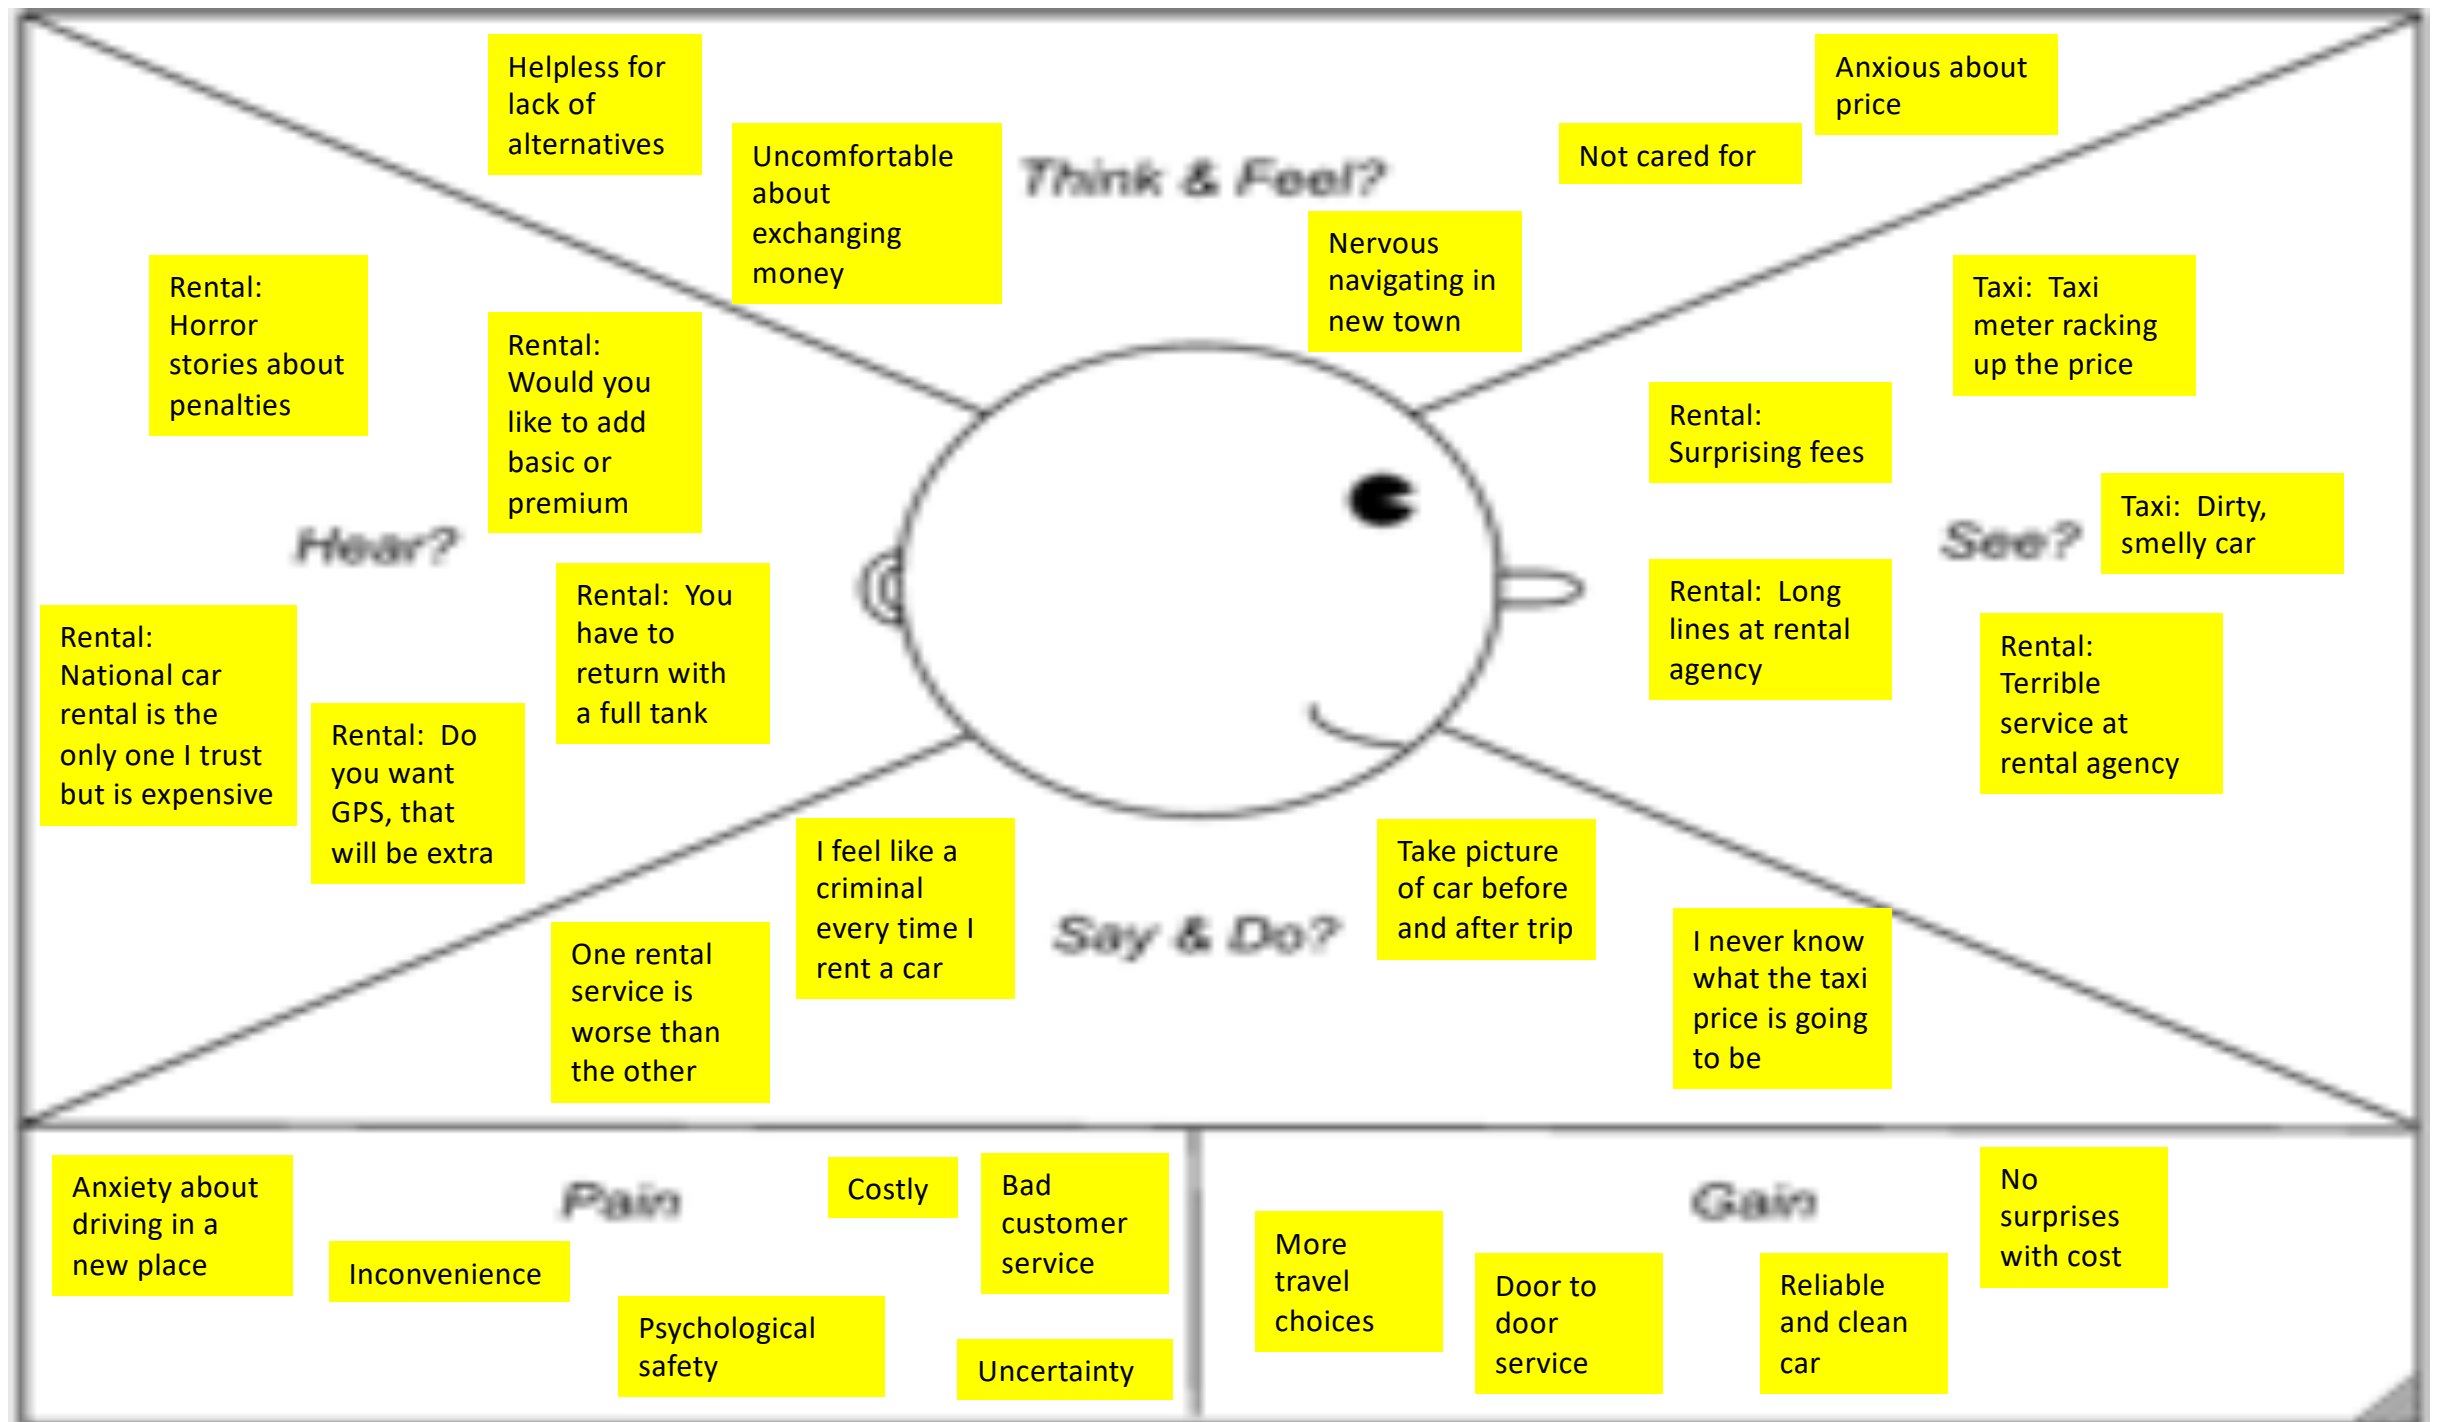 Helpless for
lack of
alternatives
Uncomfortable
about
exchanging
money
Think & Feel?
Nervous
navigating in
new town
Not cared for
Anxious about
price
Rental:
Horror
stories about
penalties
Rental:
Would you
like to add
basic or
premium
Hear?
Rental:  You
have to
return with
a full tank
Rental:
National car
rental is the
only one I trust
but is expensive
Rental:  Do
you want
GPS, that
will be extra
Taxi:  Taxi
meter racking
up the price
Rental:
Surprising fees
See?
Taxi:  Dirty,
smelly car
Rental:  Long
lines at rental
agency
Rental:
Terrible
service at
rental agency
One rental
service is
worse than
the other
I feel like a
criminal
every time I
rent a car
Say & Do?
Take picture
of car before
and after trip
I never know
what the taxi
price is going
to be
Anxiety about
driving in a
new place
Inconvenience
Pain
Psychological
safety
Costly
Bad
customer
service
Uncertainty
More
travel
choices
Door to
door
service
Gain
Reliable
and clean
car
No
surprises
with cost